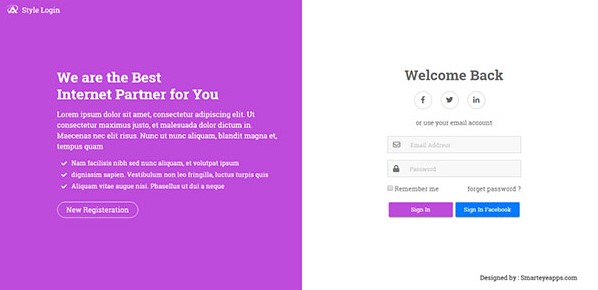 Style Login
We are the Best
Internet Partner for You
Lorem ipsum dolor sit amet, consectetur adipiscing elit. Ut
consectetur maximus justo, et malesuada dolor dictum in.
Maecenas nec elit risus. Nunc ut nunc aliquam, blandit magna et,
tempus quam
Nam facilisis nibh sed nunc aliquam, et volutpat ipsum
dignissim sapien. Vestibulum non leo fringilla, luctus turpis quis
Aliquam vitae augue nisi. Phasellus ut dui a neque
New Registeration
Welcome Back
or use your email account
Email Address
Password
Remember me
forget password ?
Sign In
Sign In Facebook
Designed by : Smarteyeapps.com